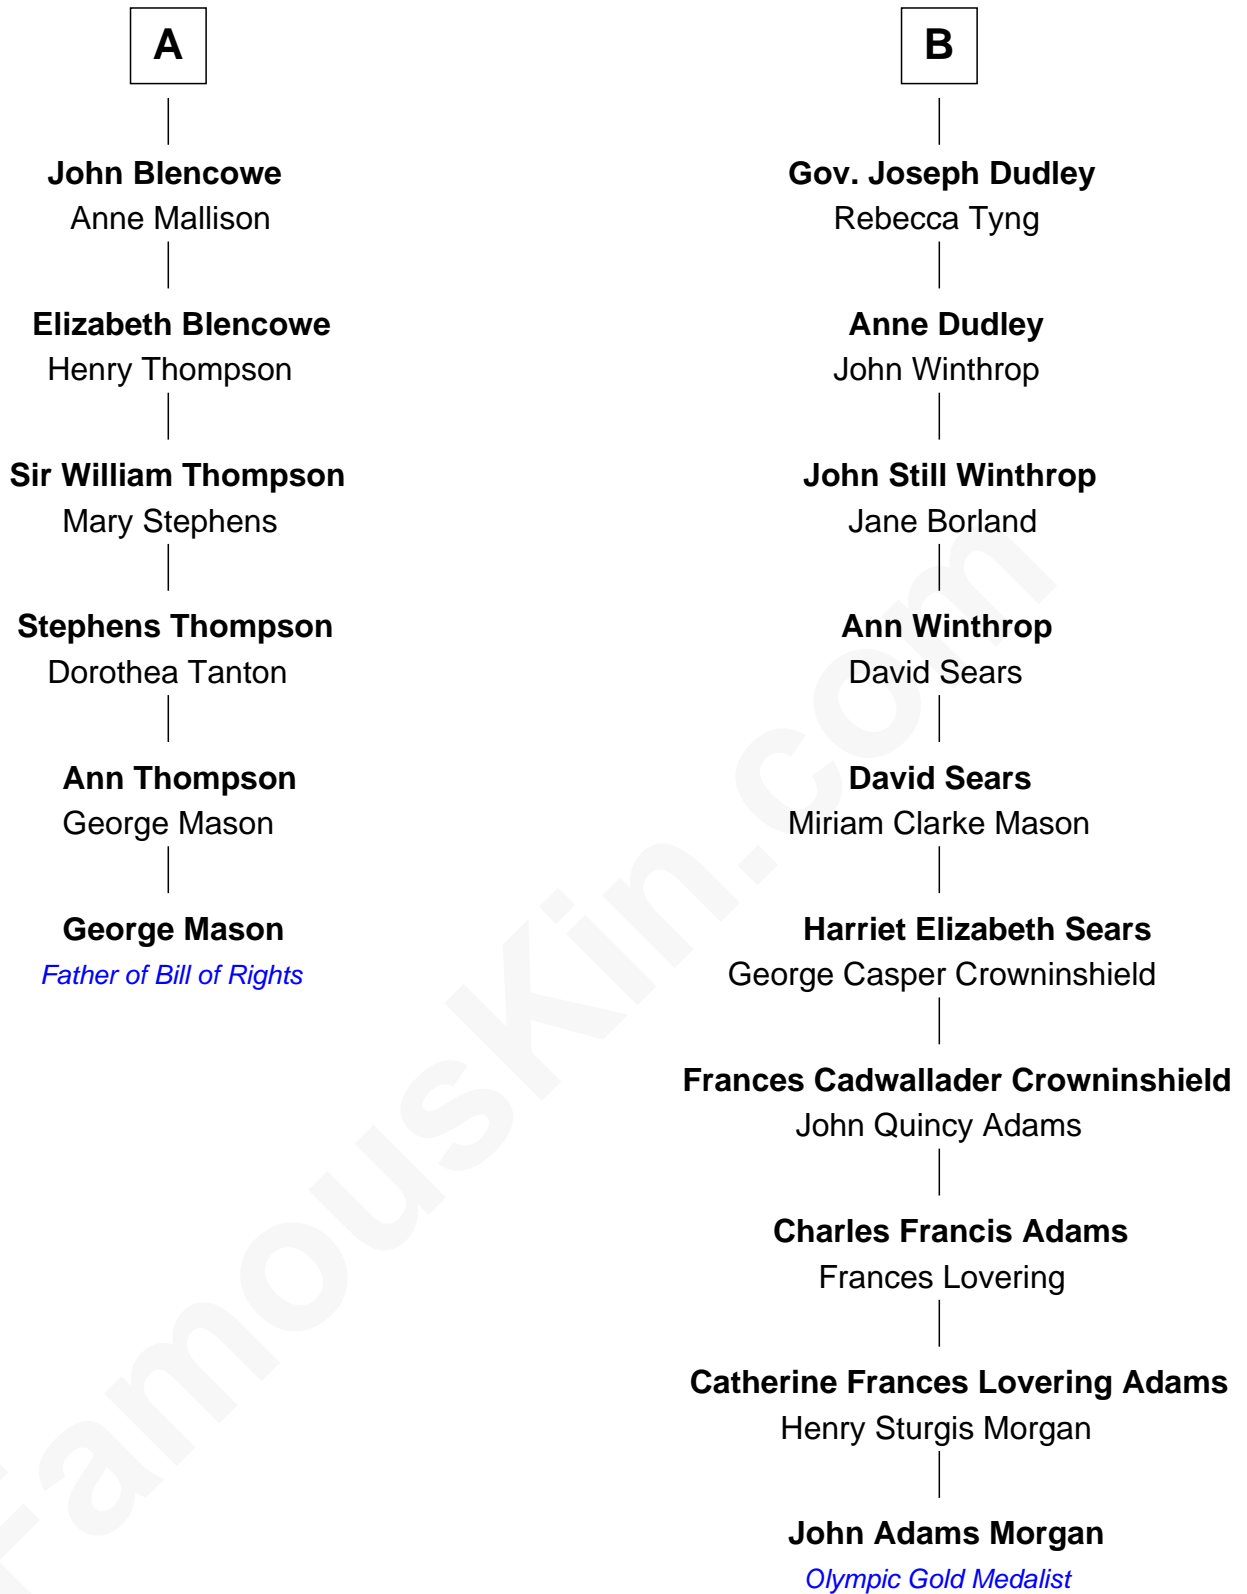 A
John Blencowe
Anne Mallison
Elizabeth Blencowe
Henry Thompson
Sir William Thompson
Mary Stephens
Stephens Thompson
Dorothea Tanton
Ann Thompson
George Mason
George Mason
Father of Bill of Rights
B
Gov. Joseph Dudley
Rebecca Tyng
Anne Dudley
John Winthrop
John Still Winthrop
Jane Borland
Ann Winthrop
David Sears
David Sears
Miriam Clarke Mason
Harriet Elizabeth Sears
George Casper Crowninshield
Frances Cadwallader Crowninshield
John Quincy Adams
Charles Francis Adams
Frances Lovering
Catherine Frances Lovering Adams
Henry Sturgis Morgan
John Adams Morgan
Olympic Gold Medalist
FamousKin.com